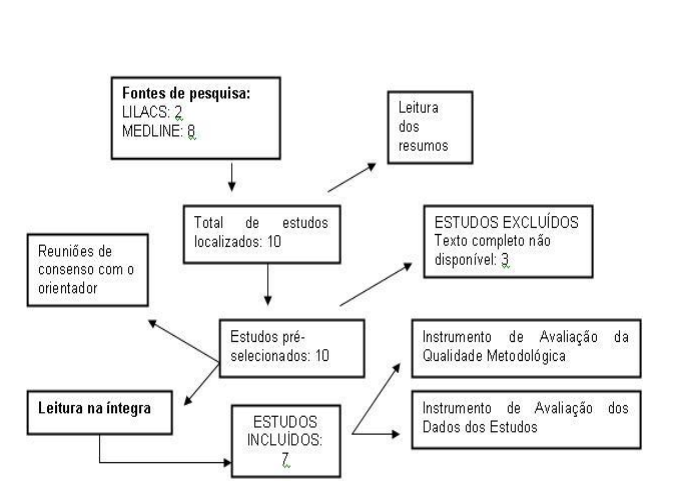 Fontes de pesquisa:
LILACS: 2
MEDLINE: 8
Leitura
dos
resumos
Total de estudos
localizados: 10
ESTUDOS EXCLUÍDOS
Texto completo não
disponível: 3
Reuniões de
consenso com o
orientador
Estudos pré-
selecionados: 10
Instrumento de Avaliação da
Qualidade Metodológica
Leitura na íntegra
ESTUDOS
INCLUÍDOS:
7
Instrumento de Avaliação dos
Dados dos Estudos